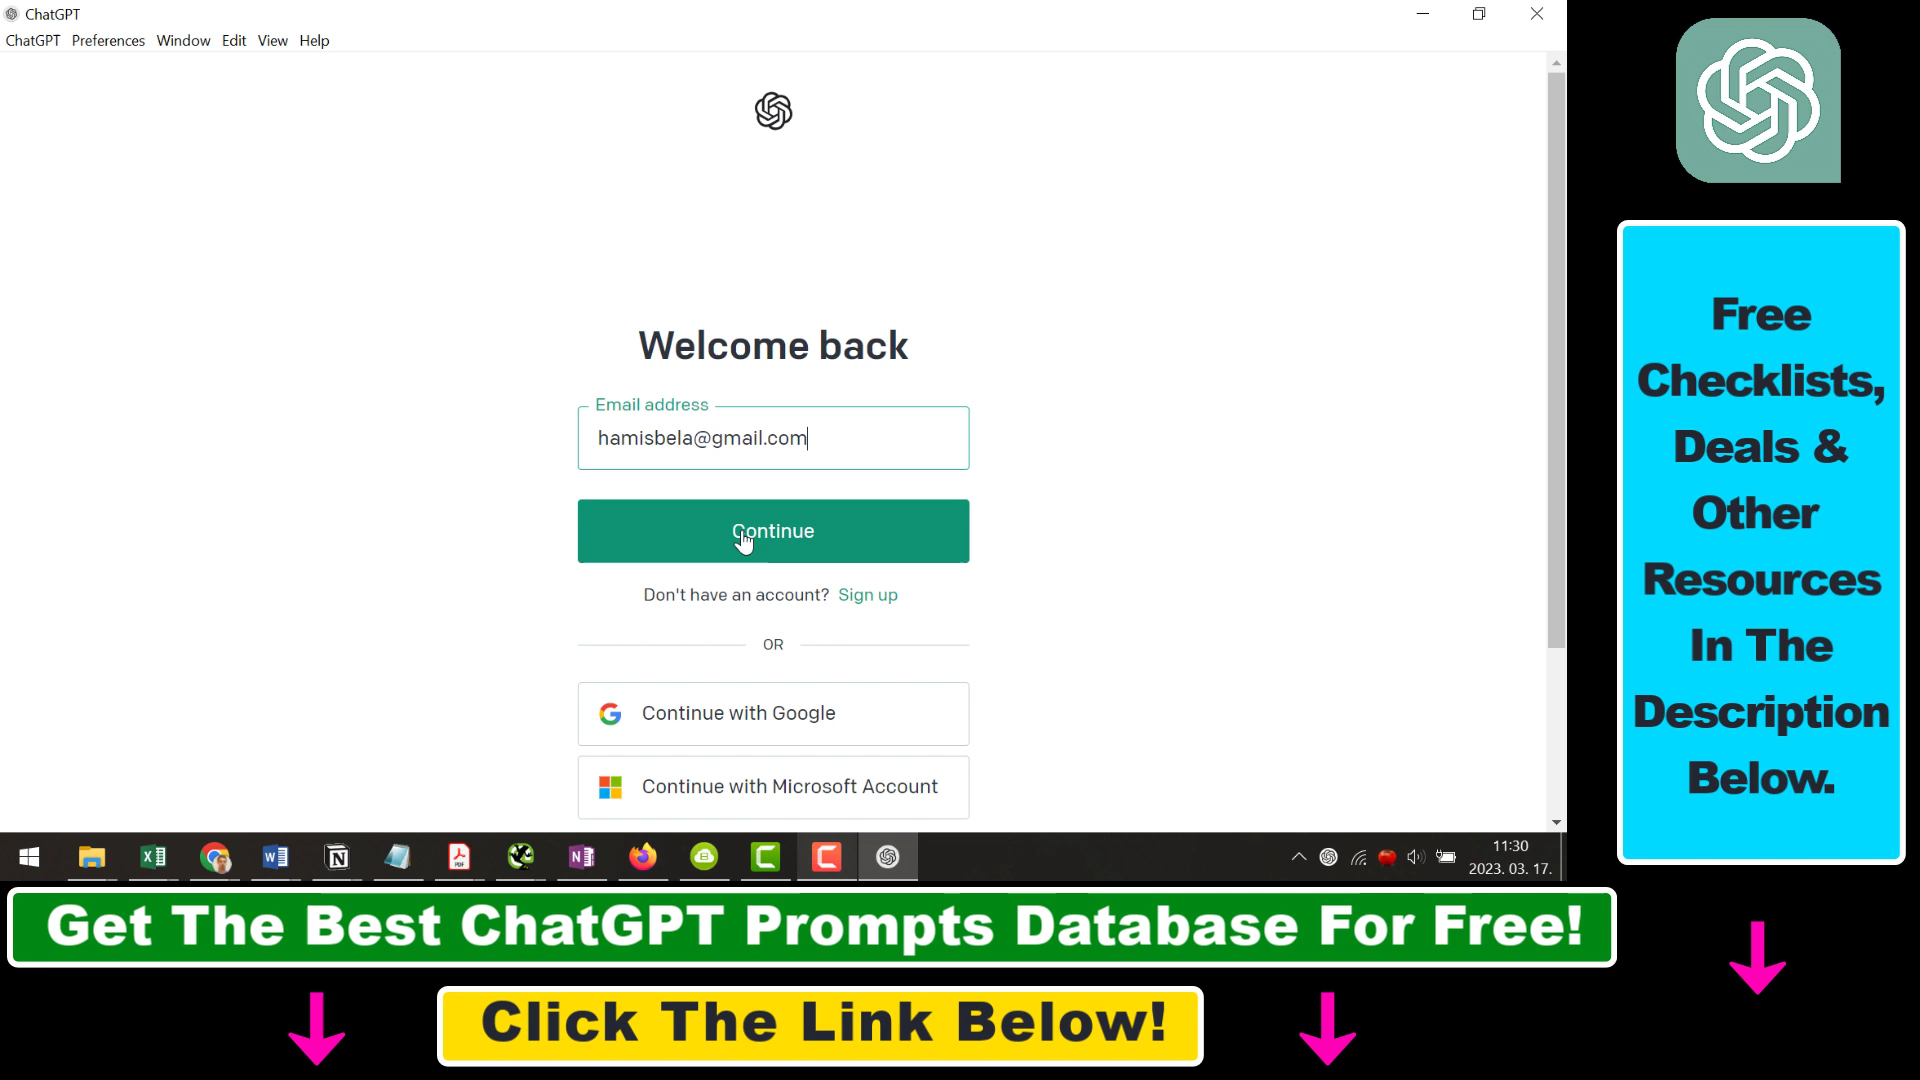 ChatGPT
ChatGPT Preferences Window Edit View Help
Welcome back
Email address
hamisbela@gmail.com
Continue
Don't have an account? Sign up
OR
Continue with Google
Continue with Microsoft Account
11:30
2023. 03. 17.
Free
Checklists,
Deals &
Other
Resources
In The
Description
Below.
Get The Best ChatGPT Prompts Database For Free!
Click The Link Below!